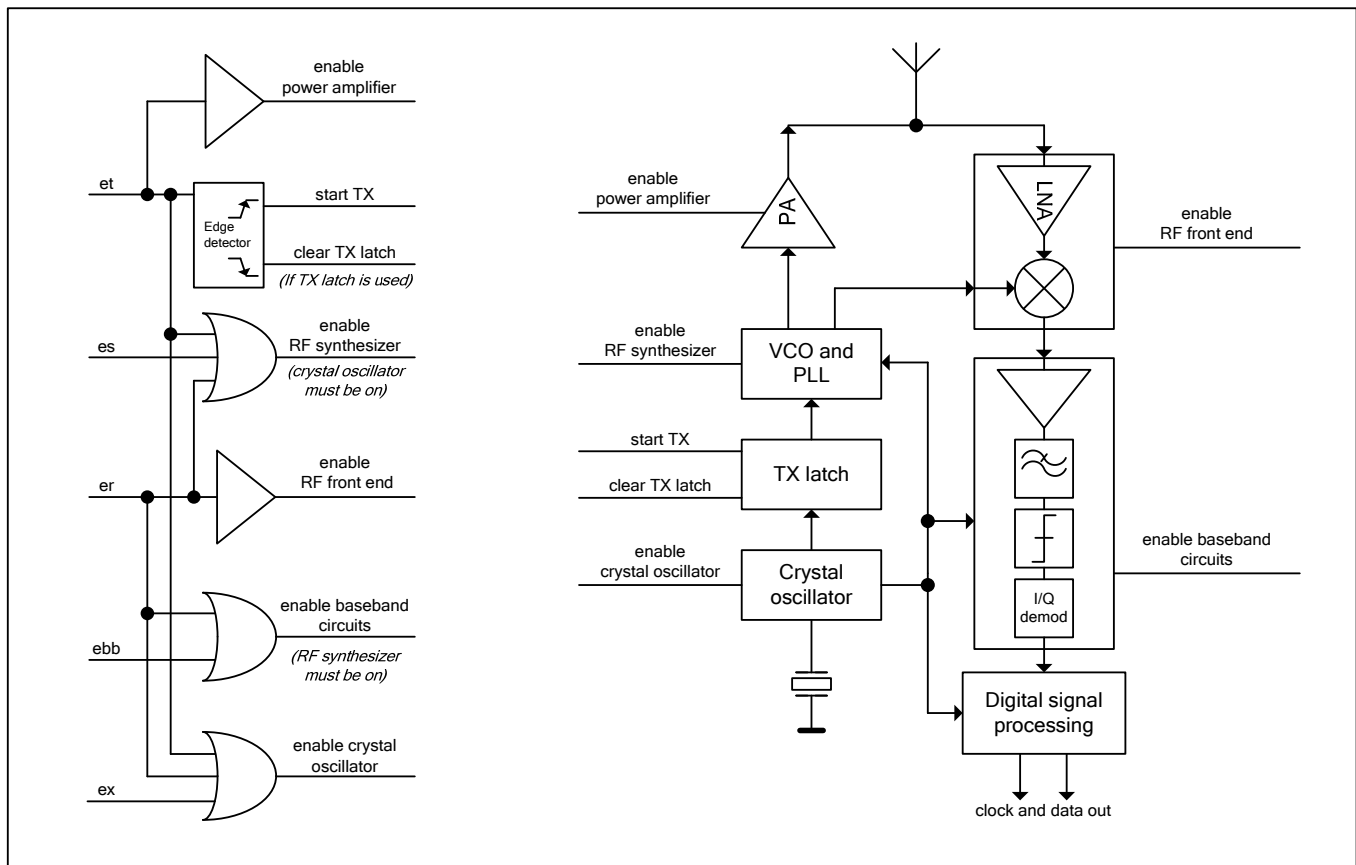 enable
power amplifier
et
start TX
Edge
detector
clear TX latch
(If TX latch is used)
es
enable
RF synthesizer
(crystal oscillator
must be on)
er
enable
RF front end
enable baseband
circuits
ebb
(RF synthesizer
must be on)
enable crystal
oscillator
ex
enable
power amplifier
PA
LNA
enable
RF front end
enable
RF synthesizer
VCO and
PLL
start TX
TX latch
clear TX latch
enable
crystal oscillator
Crystal
oscillator
enable baseband
circuits
I/Q
demod
Digital signal
processing
clock and data out